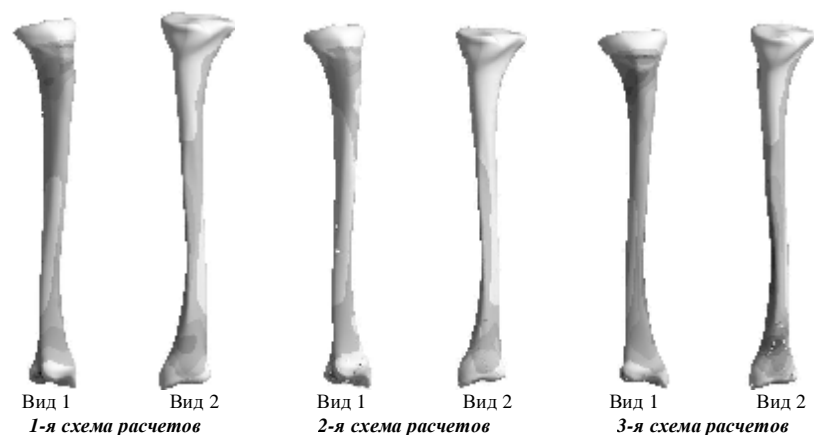 Вид 1 Вид 2 Вид 1 Вид 2 Вид 1 Вид 2
1-я схема расчетов 2-я схема расчетов 3-я схема расчетов